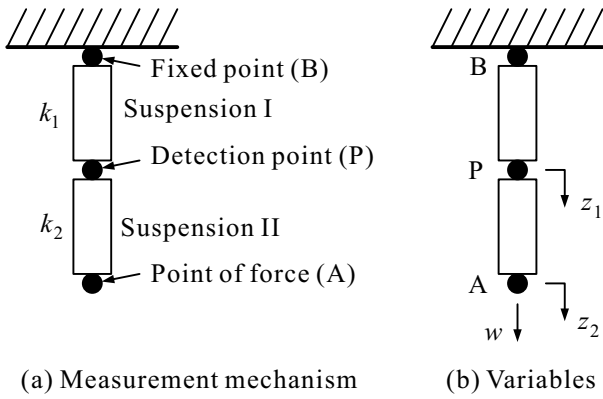 Fixed point (B)
k1
Suspension I
Detection point (P)
k2
Suspension II
Point of force (A)
(a) Measurement mechanism
B
P
z1
A
z2
w
(b) Variables